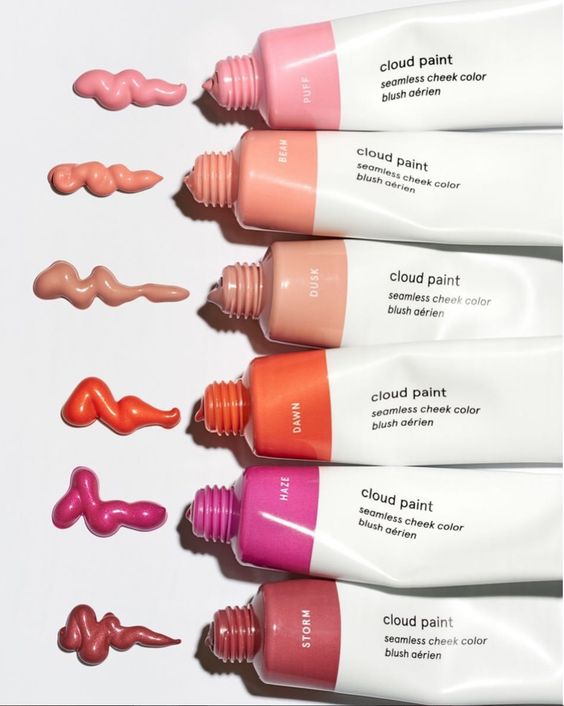 PUFF
cloud paint
seamless cheek color
blush aérien
BEAM
cloud paint
seamless cheek color
blush aérien
DUSK
cloud paint
seamless cheek color
blush aérien
DAWN
cloud paint
seamless cheek color
blush aérien
HAZE
cloud paint
seamless cheek color
blush aérien
STORM
cloud paint
seamless cheek color
blush aérien